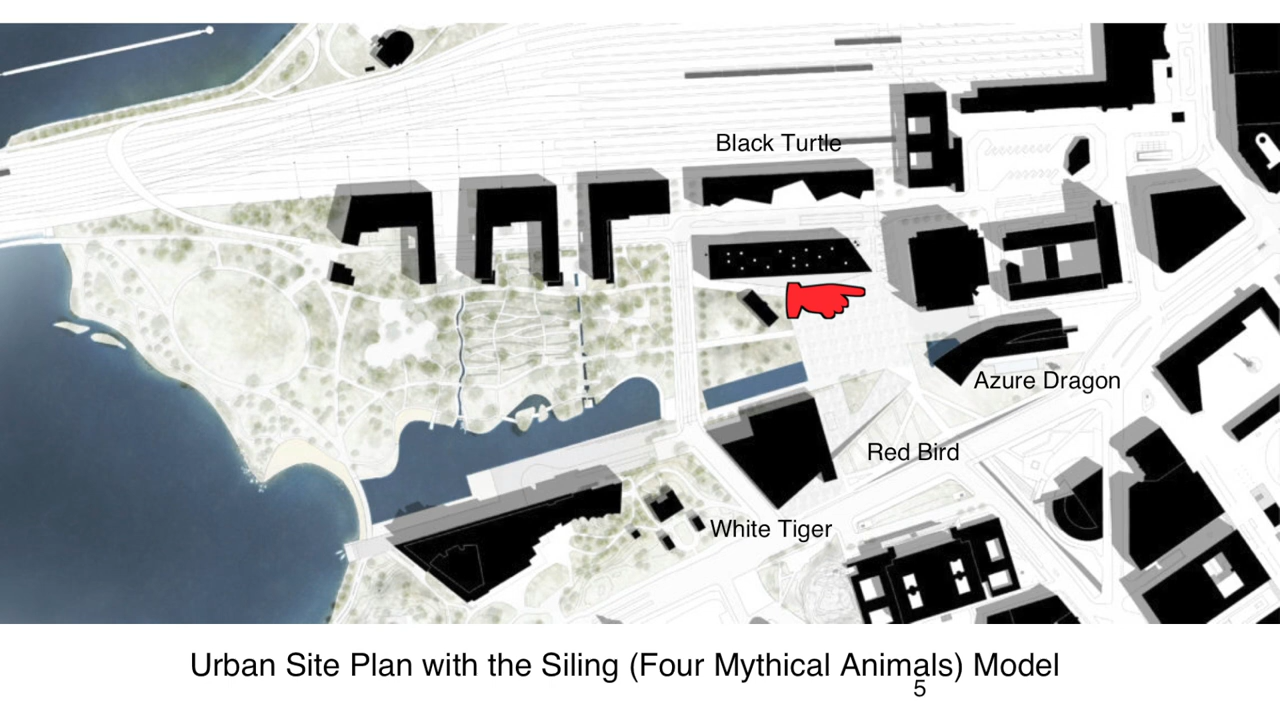 Black Turtle
Azure Dragon
Red Bird
White Tiger
Urban Site Plan with the Siling (Four Mythical Animals) Model
5